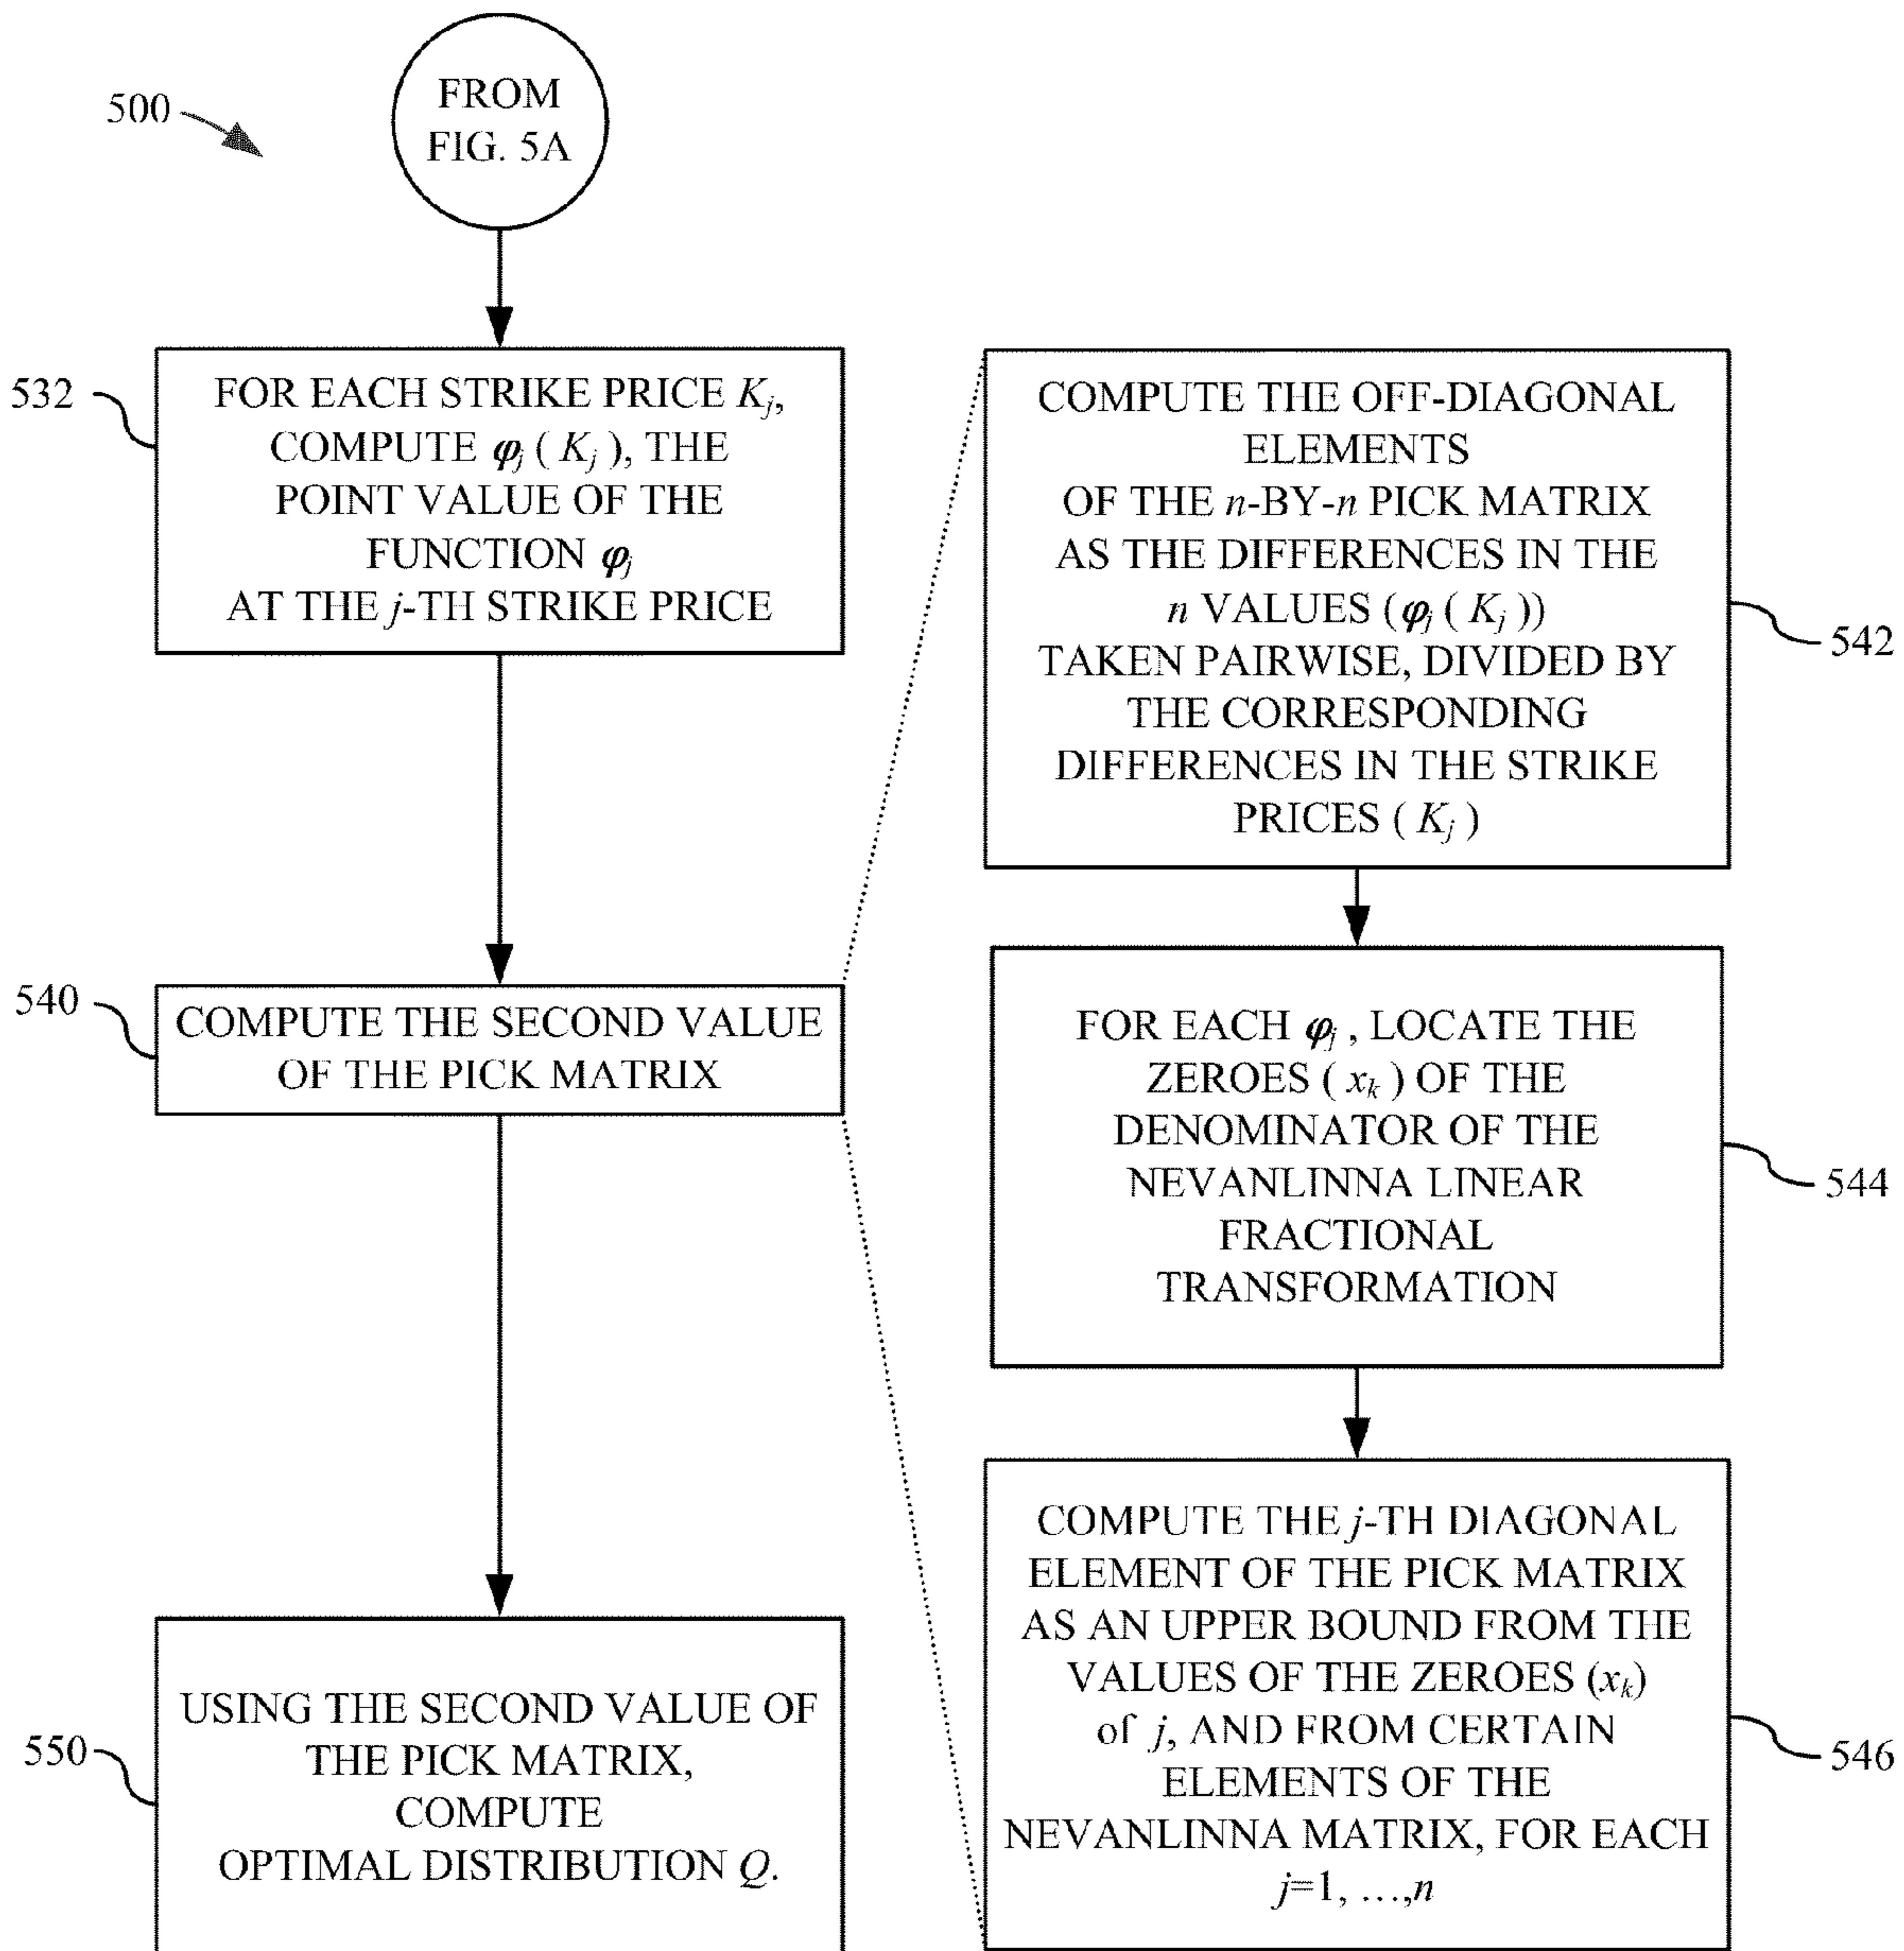 500
FROM
FIG. 5A
532
FOR EACH STRIKE PRICE Kj,
COMPUTE φj ( Kj ), THE
POINT VALUE OF THE
FUNCTION φj
AT THE j-TH STRIKE PRICE
540
COMPUTE THE SECOND VALUE
OF THE PICK MATRIX
550
USING THE SECOND VALUE OF
THE PICK MATRIX,
COMPUTE
OPTIMAL DISTRIBUTION Q.
COMPUTE THE OFF-DIAGONAL
ELEMENTS
OF THE n-BY-n PICK MATRIX
AS THE DIFFERENCES IN THE
n VALUES (φj ( Kj ))
TAKEN PAIRWISE, DIVIDED BY
THE CORRESPONDING
DIFFERENCES IN THE STRIKE
PRICES ( Kj )
542
FOR EACH φj , LOCATE THE
ZEROES ( xk ) OF THE
DENOMINATOR OF THE
NEVANLINNA LINEAR
FRACTIONAL
TRANSFORMATION
544
COMPUTE THE j-TH DIAGONAL
ELEMENT OF THE PICK MATRIX
AS AN UPPER BOUND FROM THE
VALUES OF THE ZEROES (xk)
of j, AND FROM CERTAIN
ELEMENTS OF THE
NEVANLINNA MATRIX, FOR EACH
j=1, …,n
546